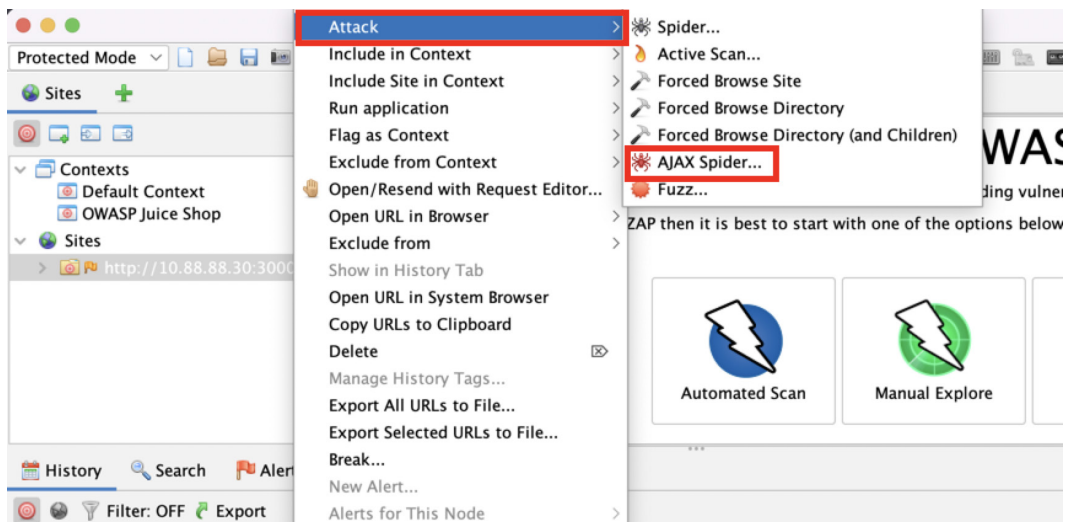 Attack
Spider...
Protected Mode
Include in Context
Active Scan...
Include Site in Context
Forced Browse Site
Sites
Run application
Forced Browse Directory
Flag as Context
Forced Browse Directory (and Children)
WAS
Exclude from Context
AJAX Spider...
Contexts
Default Context
Open/Resend with Request Editor...
Fuzz...
ding vulner
OWASP Juice Shop
Open URL in Browser
ZAP then it is best to start with one of the options below
Sites
Exclude from
http://10.88.88.30:3000
Show in History Tab
Open URL in System Browser
Copy URLs to Clipboard
Delete
Manage History Tags...
Automated Scan
Manual Explore
Export All URLs to File...
Export Selected URLs to File...
Break...
History
Search
Alert
New Alert...
Filter: OFF
Export
Alerts for This Node